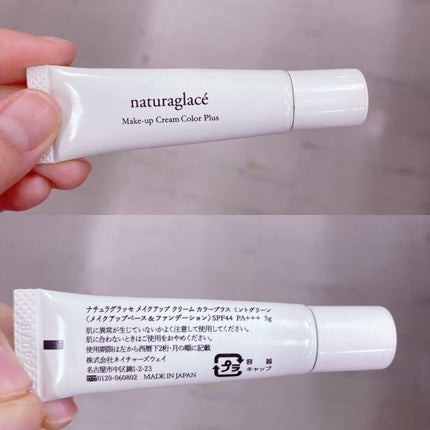 naturaglacé
Make-up Cream Color Plus
ナチュラグラッセ メイクアップ クリーム カラープラス ミントグリーン
〈メイクアップベース&ファンデーション〉SPF44 PA+++ 5g
肌に異常が生じていないかよく注意して使用してください。
肌に合わないときはご使用をおやめください。
使用期限は左から西暦下2桁・月の順に記載
株式会社ネイチャーズウェイ
名古屋市中区錦1-2-23
0120-060802 MADE IN JAPAN
プラ
容器
キャップ